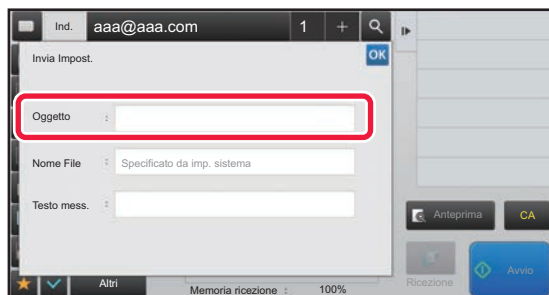 Ind. aaa@aaa.com 1 +
Invia Impost. OK
Oggetto :
Nome File : Specificato da imp. sistema
Testo mess. :
Anteprima CA
Ricezione Avvio
Altri Memoria ricezione : 100%